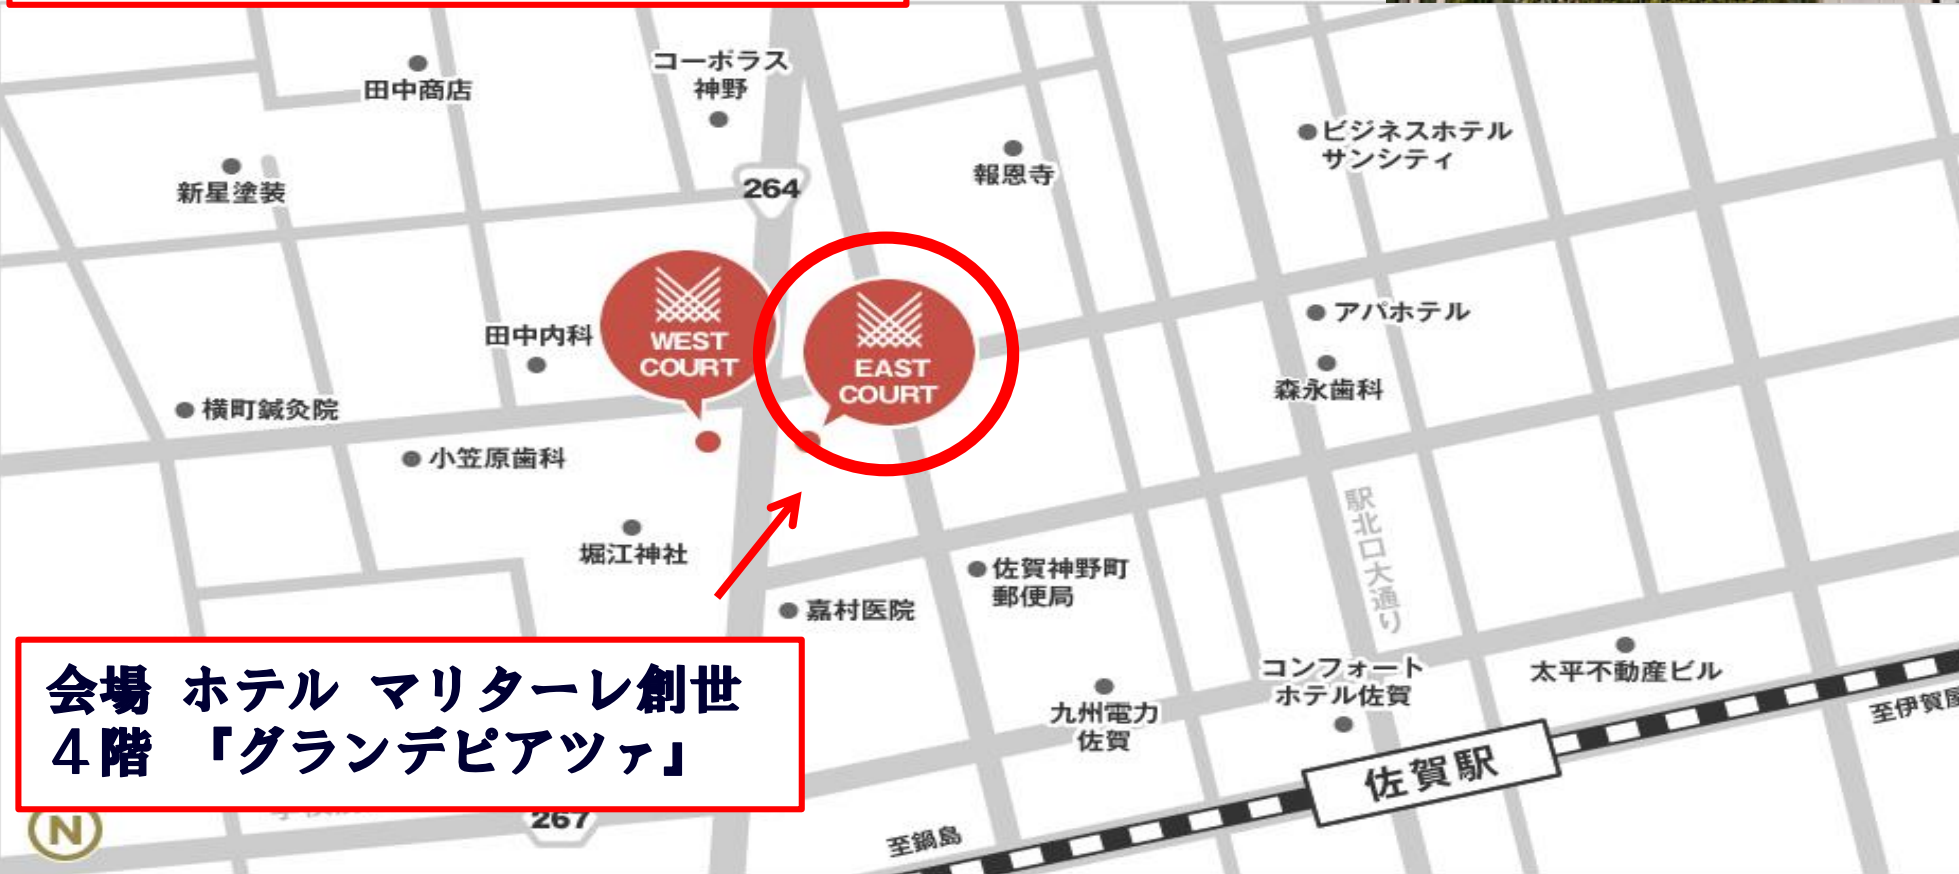 コーポラス
神野
田中商店
264
ビジネスホテル
サンシティ
報恩寺
新星塗装
WEST
COURT
EAST
COURT
田中内科
アパホテル
森永歯科
横町鍼灸院
小笠原歯科
堀江神社
駅北口大通り
佐賀神野町
郵便局
嘉村医院
会場 ホテル マリターレ創世
4階 『グランデピアツァ』
コンフォート
ホテル佐賀
太平不動産ビル
九州電力
佐賀
至伊賀屋
佐賀駅
267
N
至鍋島